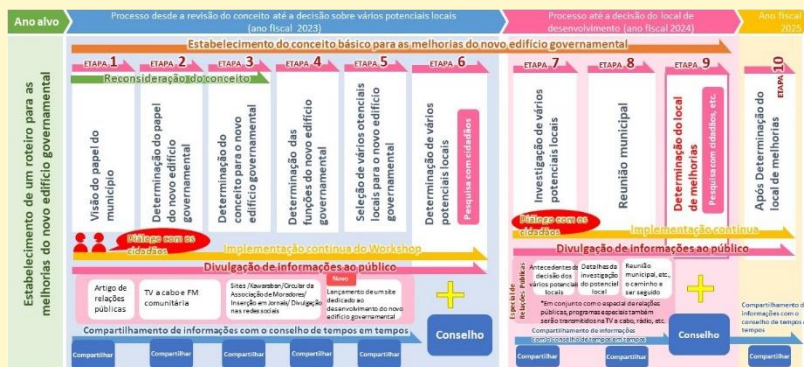 Ano alvo
Processo desde a revisão do conceito até a decisão sobre vários potenciais locais
(ano fiscal 2023)
Processo até a decisão do local de
desenvolvimento (ano fiscal 2024)
Ano fiscal
2025
Estabelecimento de um roteiro para as
melhorias do novo edifício governamental
Estabelecimento do conceito básico para as melhorias do novo edifício governamental
ETAPA 1
ETAPA 2
ETAPA 3
ETAPA 4
ETAPA 5
ETAPA 6
ETAPA 7
ETAPA 8
ETAPA 9
ETAPA 10
Reconsideração do conceito
Visão do papel do
município
Determinação do papel
do novo edifício
governamental
Determinação do
conceito para o novo
edifício governamental
Determinação das
funções do novo edifício
governamental
Seleção de vários otenciais
locais para o novo edifício
governamental
Determinação de vários
potenciais locais
Pesquisa com cidadãos
Investigação de vários
potenciais locais
Reunião municipal
Determinação do local
de melhorias
Pesquisa com cidadãos, etc.
Após Determinação do
local de melhorias
Diálogo com os
cidadãos
Implementação contínua do Workshop
Divulgação de informações ao público
Diálogo com os
cidadãos
Implementação contínua
Divulgação de informações ao público
Artigo de
relações
públicas
TV a cabo e FM
comunitária
Sites /Kawaraban/Circular da
Associação de Moradores/
Inserção em Jornais/ Divulgação
nas redes sociais
Novo
Lançamento de um site
dedicado ao
desenvolvimento do novo
edifício governamental
Especial de
Relações Públicas
Antecedentes de
decisão dos
vários potenciais
locais
Detalhes da
investigação
do potencial
local
Reunião
municipal, etc.,
o caminho a
ser seguido
*Em conjunto com o especial de relações
públicas, programas especiais também
serão transmitidos na TV a cabo, rádio, etc.
Compartilhamento de informações com o conselho de tempos em tempos
Compartilhar
Compartilhar
Compartilhar
Compartilhar
Compartilhar
Conselho
Compartilhamento de informações
com o conselho de tempos em tempos
Compartilhar
Compartilhar
Conselho
Compartilhamento de
informações com o
conselho de tempos em
tempos
Compartilhar